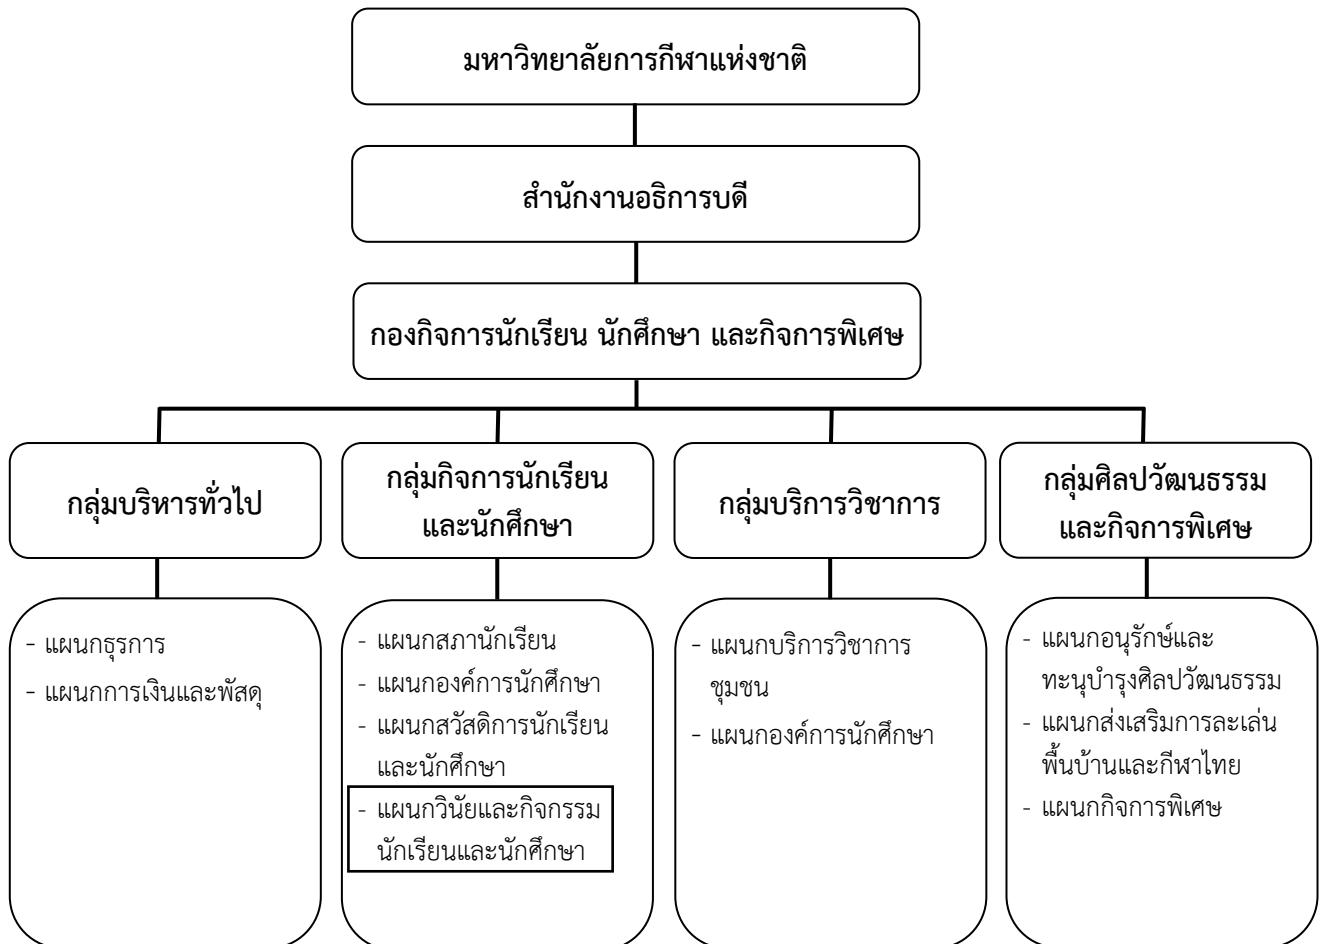 มหาวิทยาลัยการกีฬาแห่งชาติ
สำนักงานอธิการบดี
กองกิจการนักเรียน นักศึกษา และกิจการพิเศษ
กลุ่มบริหารทั่วไป
กลุ่มกิจการนักเรียน
และนักศึกษา
กลุ่มบริการวิชาการ
กลุ่มศิลปวัฒนธรรม
และกิจการพิเศษ
- แผนกธุรการ
- แผนกการเงินและพัสดุ
- แผนกสภานักเรียน
- แผนกองค์การนักศึกษา
- แผนกสวัสดิการนักเรียน
และนักศึกษา
- แผนกวินัยและกิจกรรม
นักเรียนและนักศึกษา
- แผนกบริการวิชาการ
ชุมชน
- แผนกองค์การนักศึกษา
- แผนกอนุรักษ์และ
ทะนุบำรุงศิลปวัฒนธรรม
- แผนกส่งเสริมการละเล่น
พื้นบ้านและกีฬาไทย
- แผนกกิจการพิเศษ